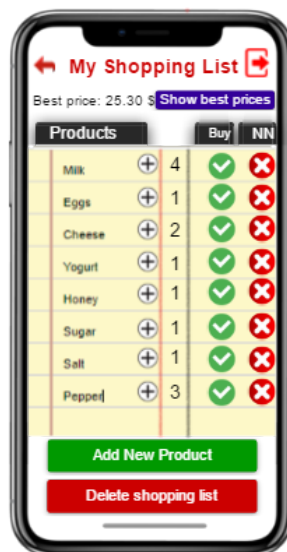 My Shopping List
Best price: 25.30 $ Show best prices
Products Buy NN
Milk 4
Eggs 1
Cheese 2
Yogurt 1
Honey 1
Sugar 1
Salt 1
Pepper 3
Add New Product
Delete shopping list